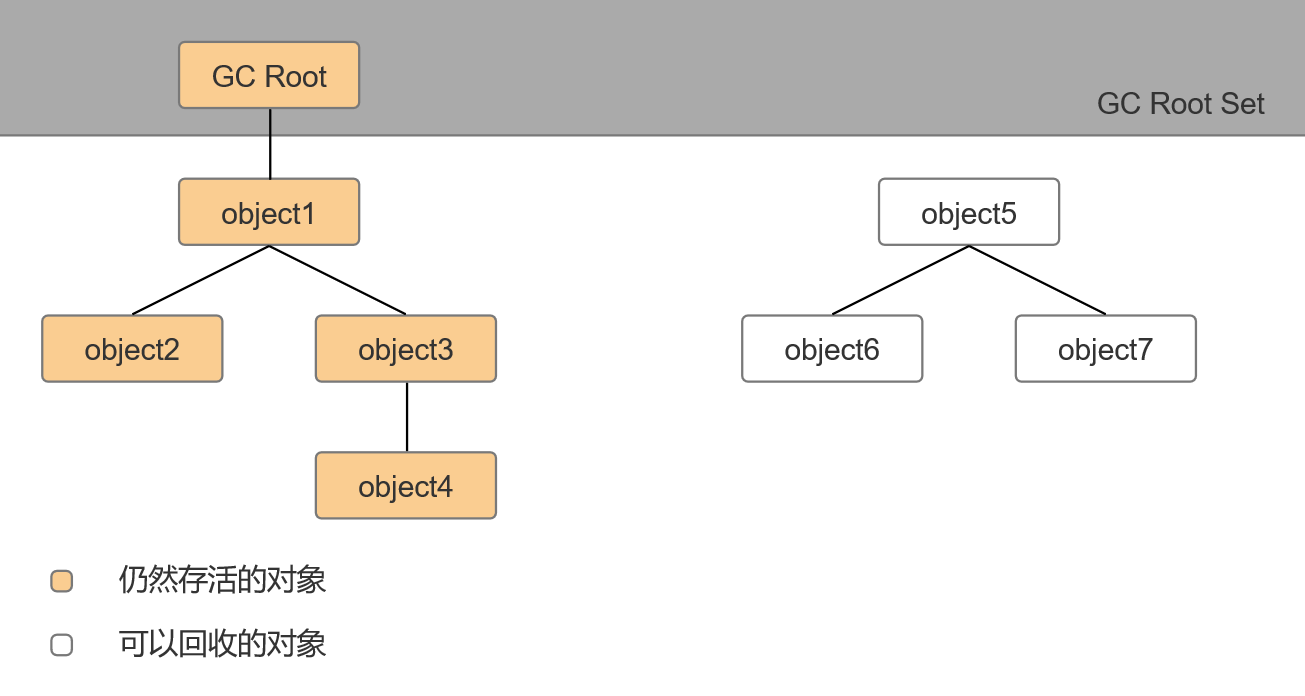 GC Root
GC Root Set
object1
object5
object2
object3
object6
object7
object4
仍然存活的对象
可以回收的对象